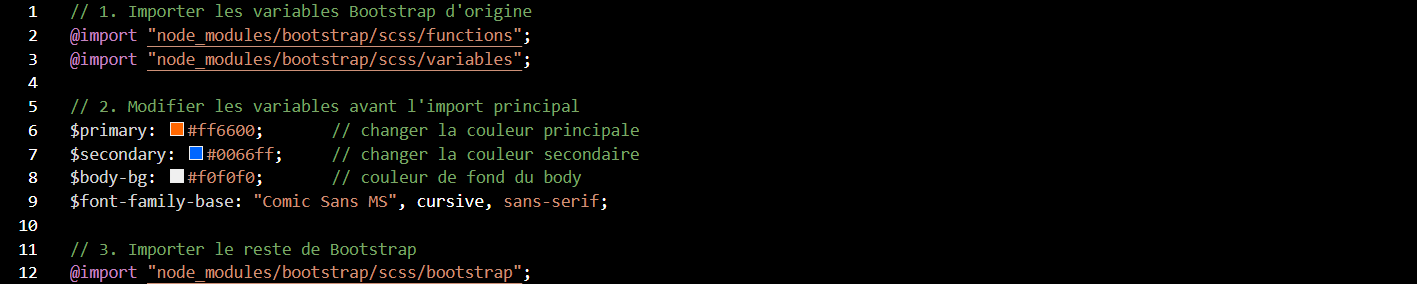 1 // 1. Importer les variables Bootstrap d'origine
2 @import "node_modules/bootstrap/scss/functions";
3 @import "node_modules/bootstrap/scss/variables";
4
5 // 2. Modifier les variables avant l'import principal
6 $primary: #ff6600; // changer la couleur principale
7 $secondary: #0066ff; // changer la couleur secondaire
8 $body-bg: #f0f0f0; // couleur de fond du body
9 $font-family-base: "Comic Sans MS", cursive, sans-serif;
10
11 // 3. Importer le reste de Bootstrap
12 @import "node_modules/bootstrap/scss/bootstrap";